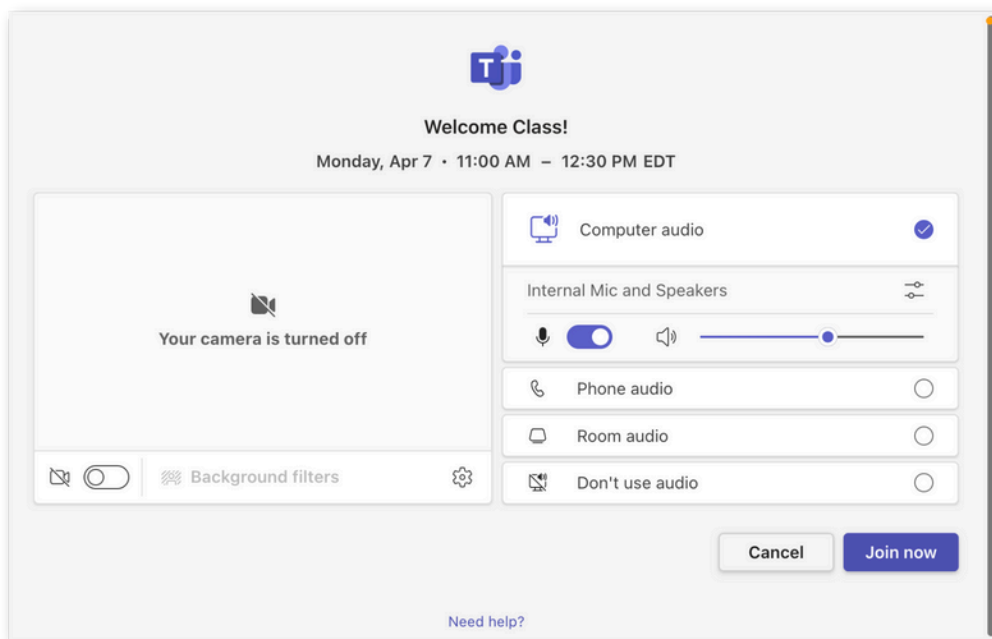 T
Welcome Class!
Monday, Apr 7 • 11:00 AM – 12:30 PM EDT
Your camera is turned off
Background filters
Computer audio
Internal Mic and Speakers
Phone audio
Room audio
Don't use audio
Cancel
Join now
Need help?